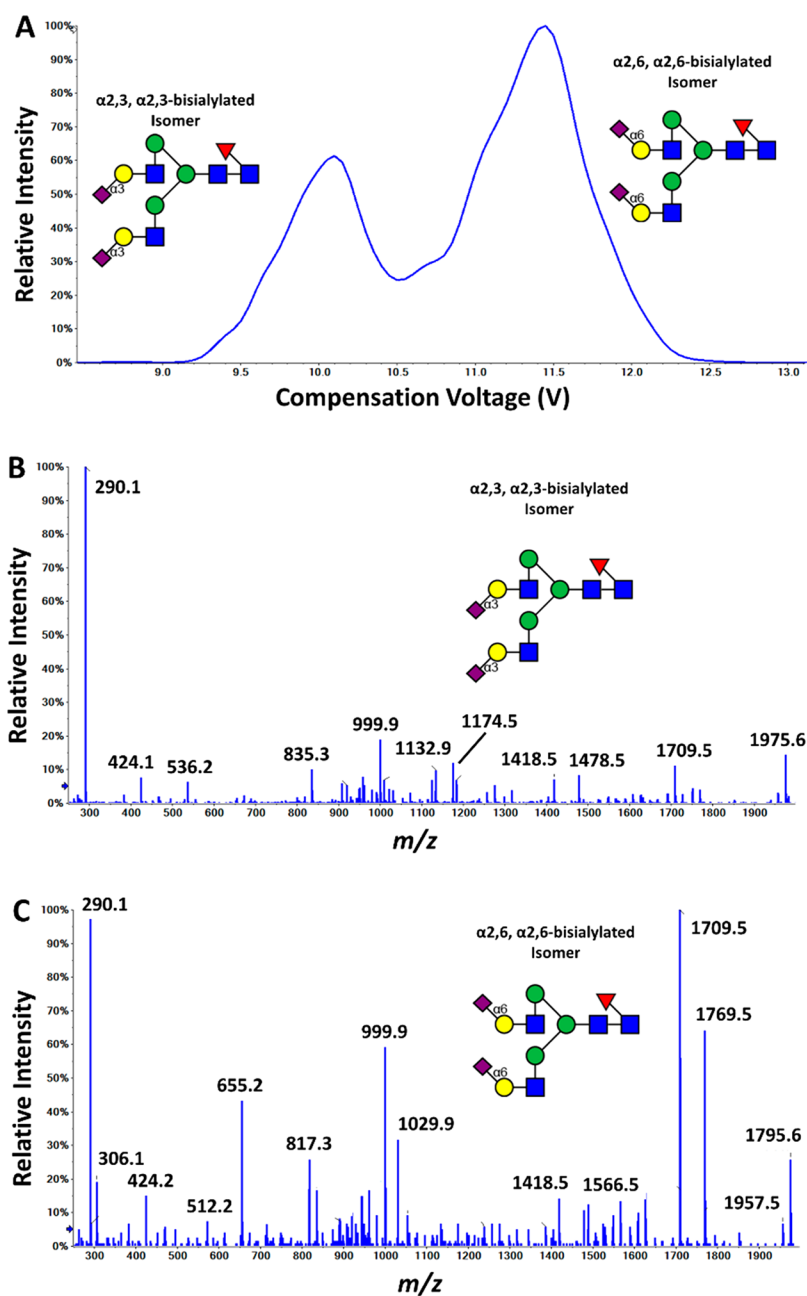 A
α2,3, α2,3-bisialylated
Isomer
α2,6, α2,6-bisialylated
Isomer
α3
α3
α6
α6
Relative Intensity
100%
90%
80%
70%
60%
50%
40%
30%
20%
10%
0%
9.0 9.5 10.0 10.5 11.0 11.5 12.0 12.5 13.0
Compensation Voltage (V)
B
α2,3, α2,3-bisialylated
Isomer
α3
α3
Relative Intensity
100%
90%
80%
70%
60%
50%
40%
30%
20%
10%
0%
290.1
424.1
536.2
835.3
999.9
1132.9
1174.5
1418.5
1478.5
1709.5
1975.6
300 400 500 600 700 800 900 1000 1100 1200 1300 1400 1500 1600 1700 1800 1900
m/z
C
α2,6, α2,6-bisialylated
Isomer
α6
α6
Relative Intensity
100%
90%
80%
70%
60%
50%
40%
30%
20%
10%
0%
290.1
306.1
424.2
512.2
655.2
817.3
999.9
1029.9
1418.5
1566.5
1709.5
1769.5
1795.6
1957.5
300 400 500 600 700 800 900 1000 1100 1200 1300 1400 1500 1600 1700 1800 1900
m/z